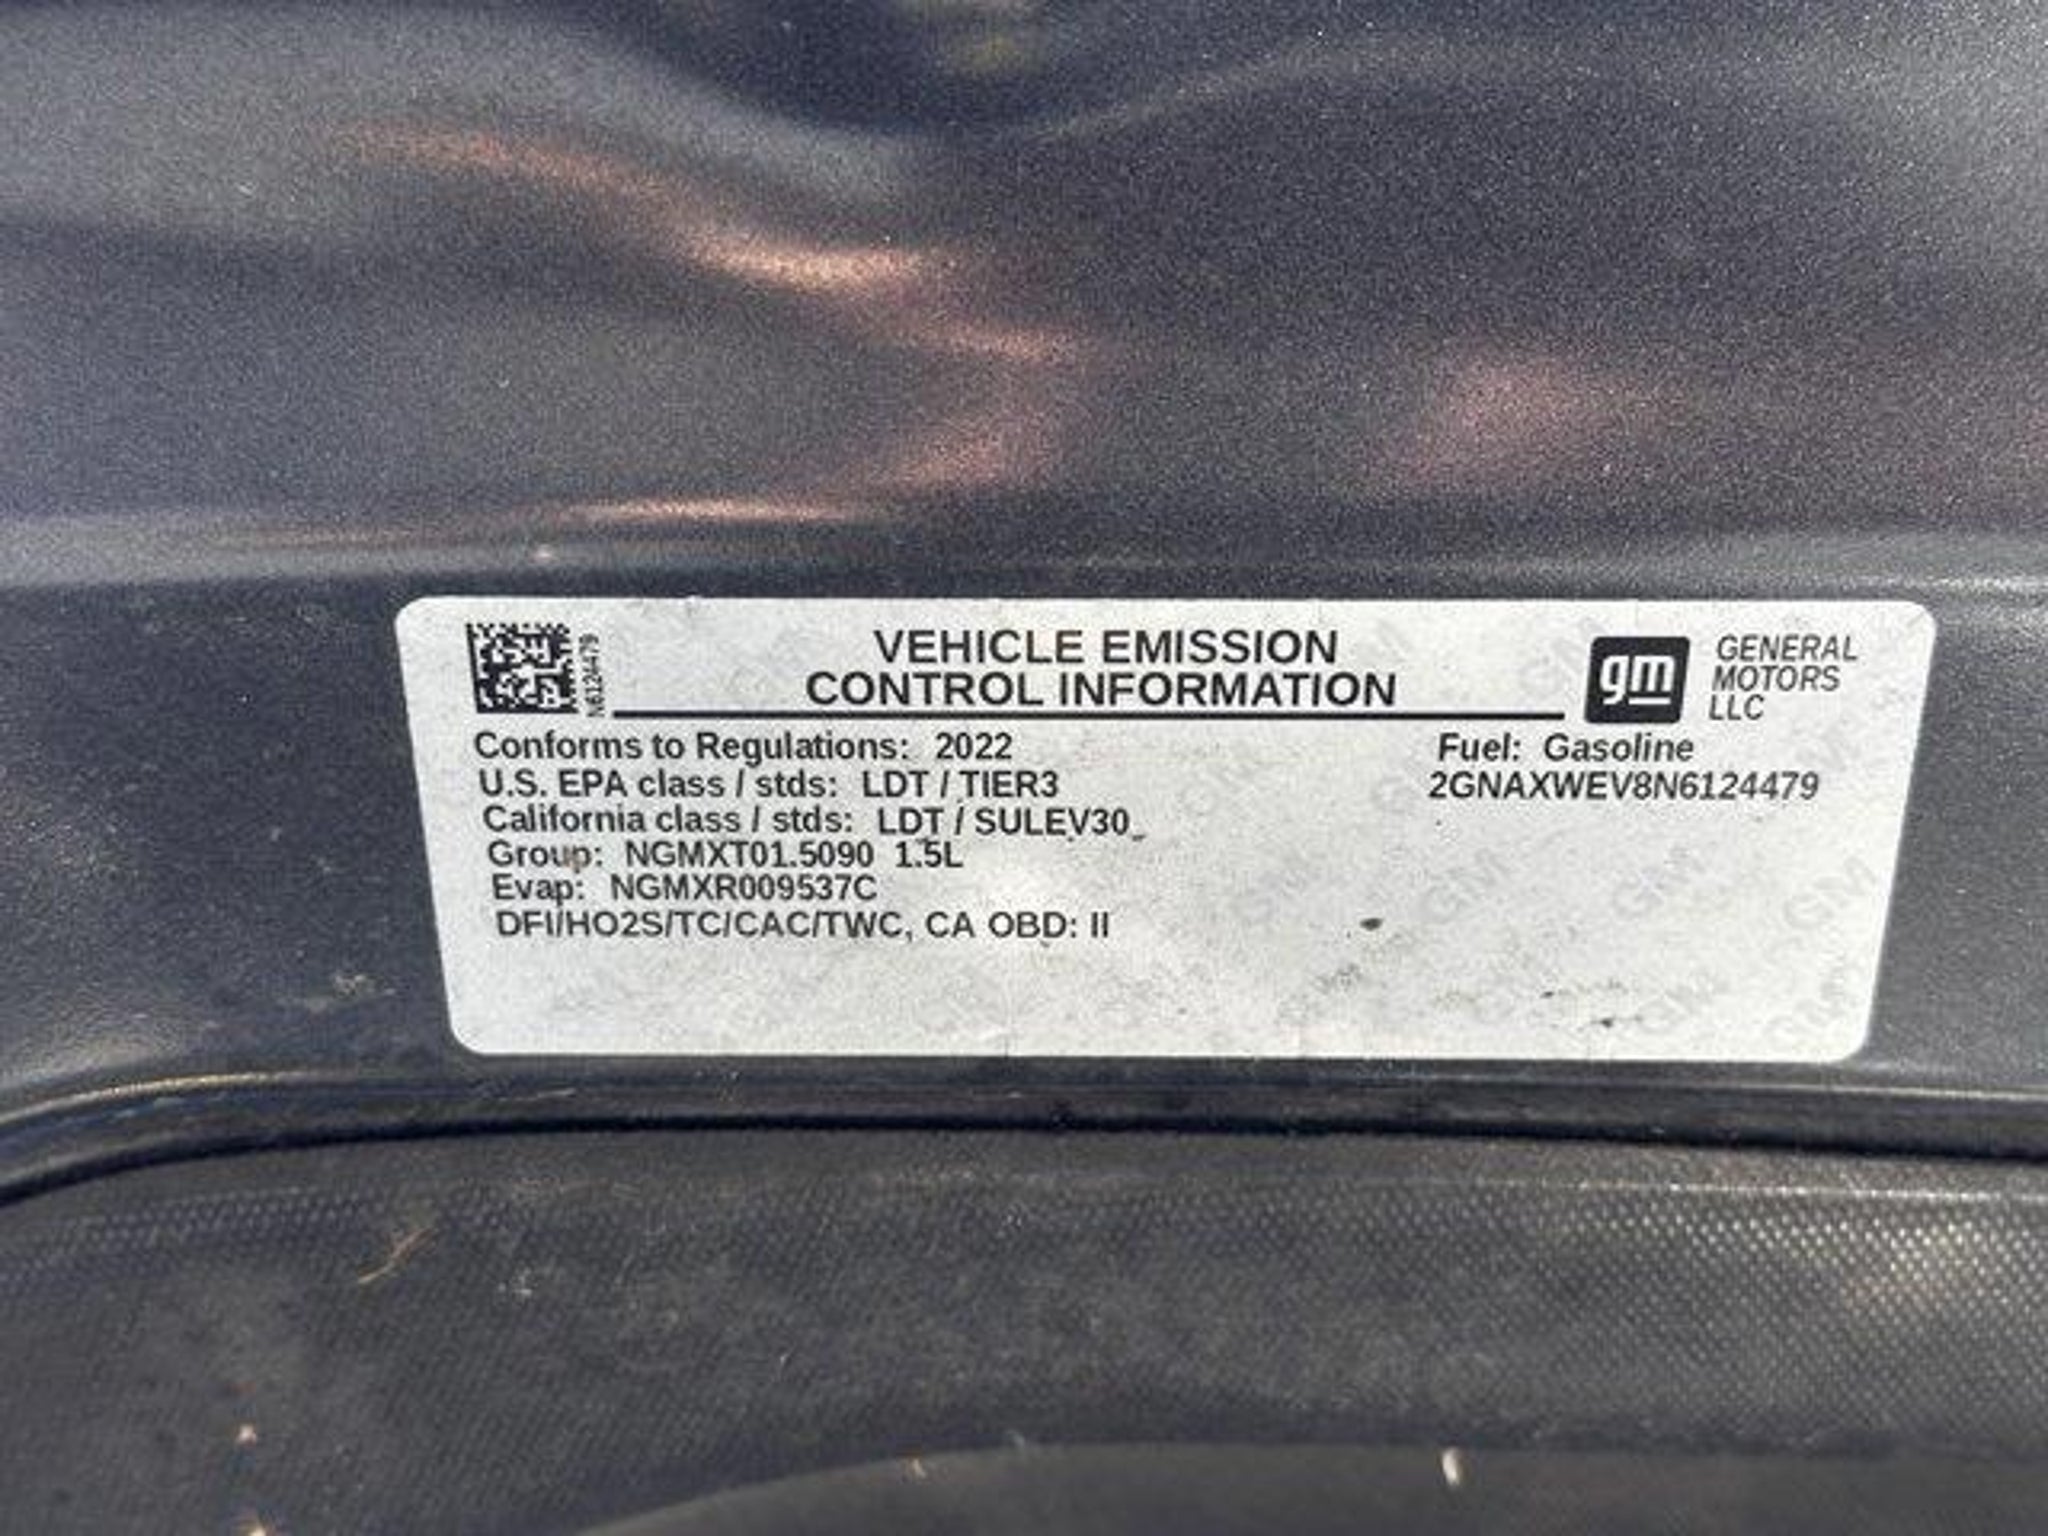 N6124479
VEHICLE EMISSION
CONTROL INFORMATION
gm
GENERAL
MOTORS
LLC
Conforms to Regulations: 2022
Fuel: Gasoline
U.S. EPA class / stds: LDT / TIER3
2GNAXWEV8N6124479
California class / stds: LDT / SULEV30
Group: NGMXT01.5090 1.5L
Evap: NGMXR009537C
DFI/HO2S/TC/CAC/TWC, CA OBD: II